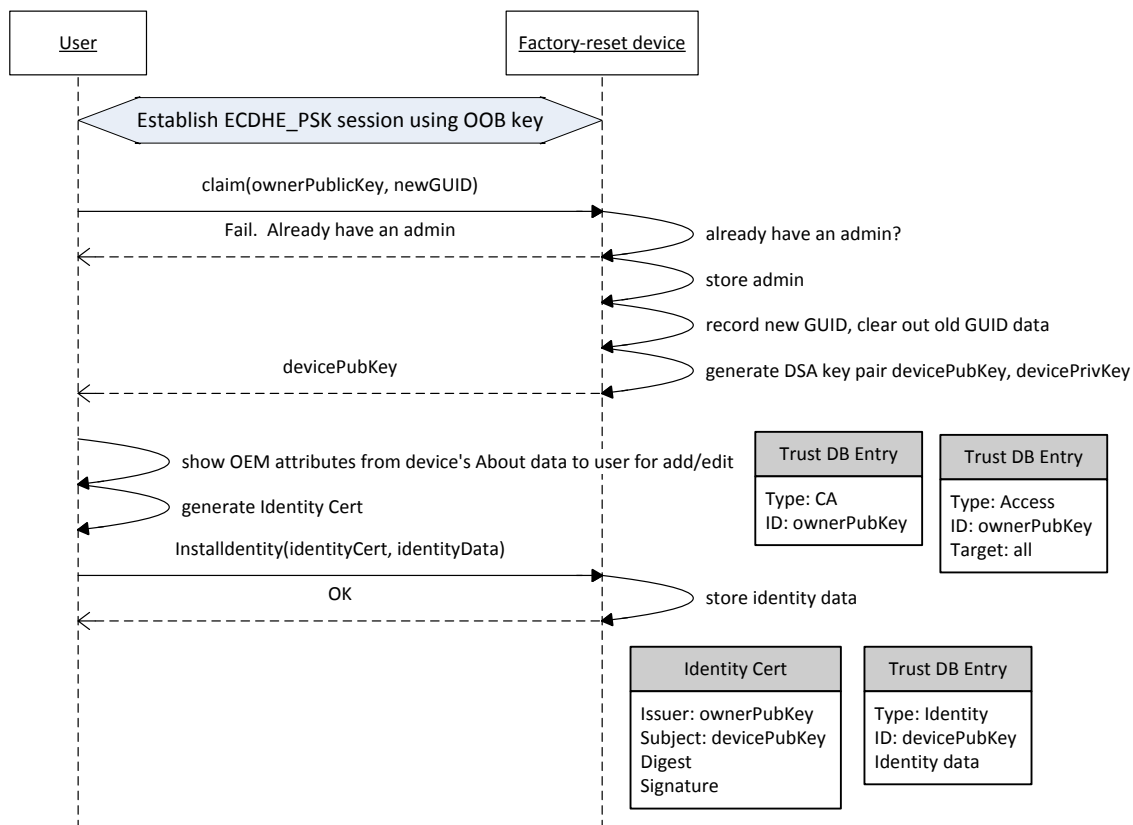 User
Factory-reset device
Establish ECDHE_PSK session using OOB key
claim(ownerPublicKey, newGUID)
Fail. Already have an admin
already have an admin?
store admin
record new GUID, clear out old GUID data
devicePubKey
generate DSA key pair devicePubKey, devicePrivKey
show OEM attributes from device's About data to user for add/edit
generate Identity Cert
Trust DB Entry
Type: CA
ID: ownerPubKey
Trust DB Entry
Type: Access
ID: ownerPubKey
Target: all
InstalIdentity(identityCert, identityData)
OK
store identity data
Identity Cert
Issuer: ownerPubKey
Subject: devicePubKey
Digest
Signature
Trust DB Entry
Type: Identity
ID: devicePubKey
Identity data